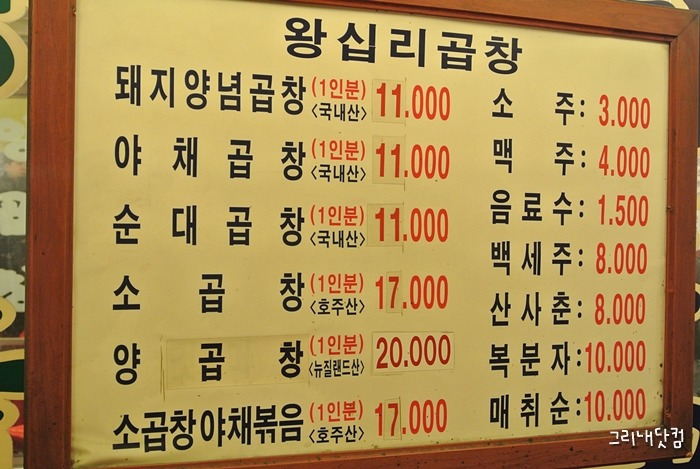 왕십리곱창
돼지양념곱창 (1인분) <국내산> 11.000
야채곱창 (1인분) <국내산> 11.000
순대곱창 (1인분) <국내산> 11.000
소곱창 (1인분) <호주산> 17.000
양곱창 (1인분) <뉴질랜드산> 20.000
소곱창야채볶음 (1인분) <호주산> 17.000
소주: 3.000
맥주: 4.000
음료수: 1.500
백세주: 8.000
산사춘: 8.000
복분자: 10.000
매취순: 10.000
그리내닷컴